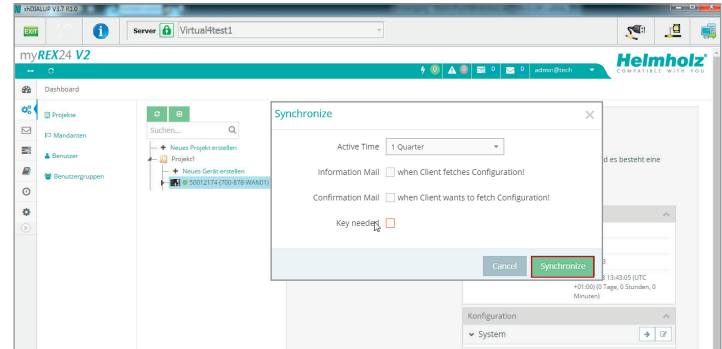 shDIALUP V3.7 R1.0
EXIT
Server Virtual4test1
myREX24 V2
Helmholz
COMPATIBLE WITH YOU
0 0 0 0 admin@tech
Dashboard
Projekte
Mandanten
Benutzer
Benutzergruppen
Suchen...
Neues Projekt erstellen
Projekt1
Neues Gerät erstellen
50012174 (700-878-WAN01)
Synchronize
Active Time 1 Quarter
Information Mail when Client fetches Configuration!
Confirmation Mail when Client wants to fetch Configuration!
Key needed
Cancel Synchronize
d es besteht eine
13:43:05 (UTC
+01:00) (0 Tage, 0 Stunden, 0
Minuten)
Konfiguration
System